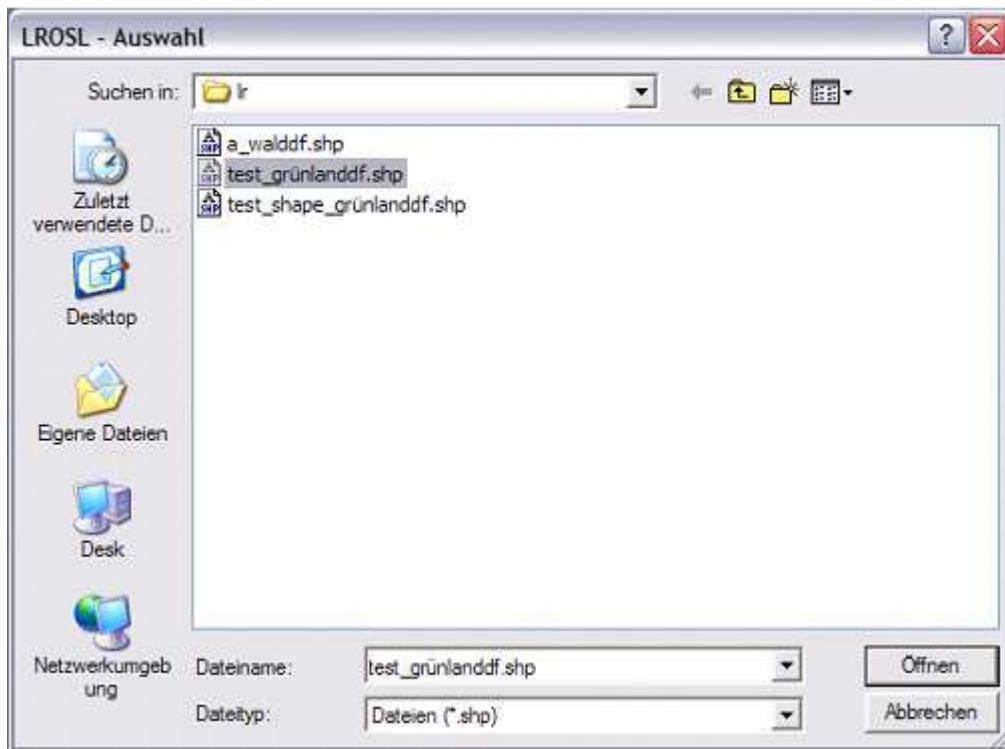 LROSL - Auswahl
Suchen in:
lr
a_walddf.shp
test_grünlanddf.shp
test_shape_grünlanddf.shp
Zuletzt
verwendete D...
Desktop
Eigene Dateien
Desk
Netzwerkumgeb
ung
Dateiname:
test_grünlanddf.shp
Öffnen
Dateityp:
Dateien (*.shp)
Abbrechen